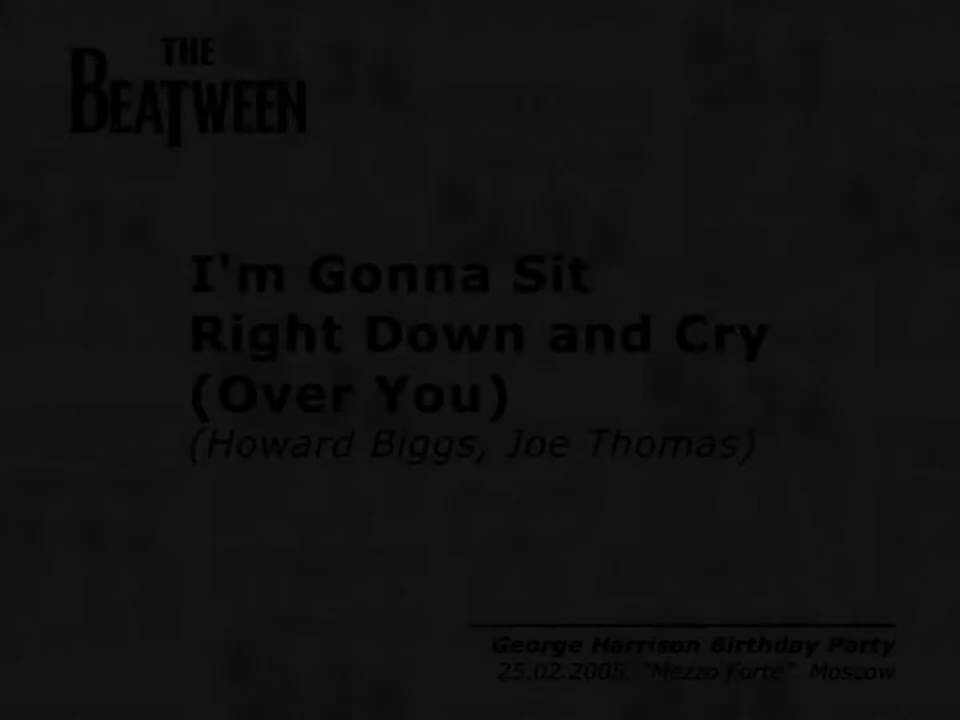 THE
BEATWEEN
I'm Gonna Sit
Right Down and Cry
(Over You)
(Howard Biggs, Joe Thomas)
George Harrison Birthday Party
25.02.2005, "Mezzo Forte", Moscow